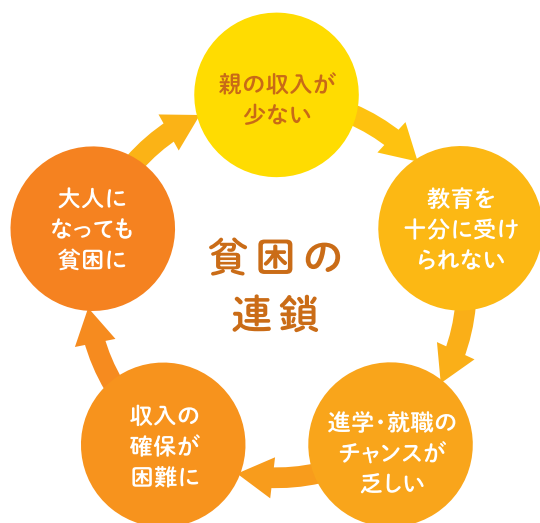 親の収入が
少ない
教育を
十分に受け
られない
進学・就職の
チャンスが
乏しい
収入の
確保が
困難に
大人に
なっても
貧困に
貧困の
連鎖